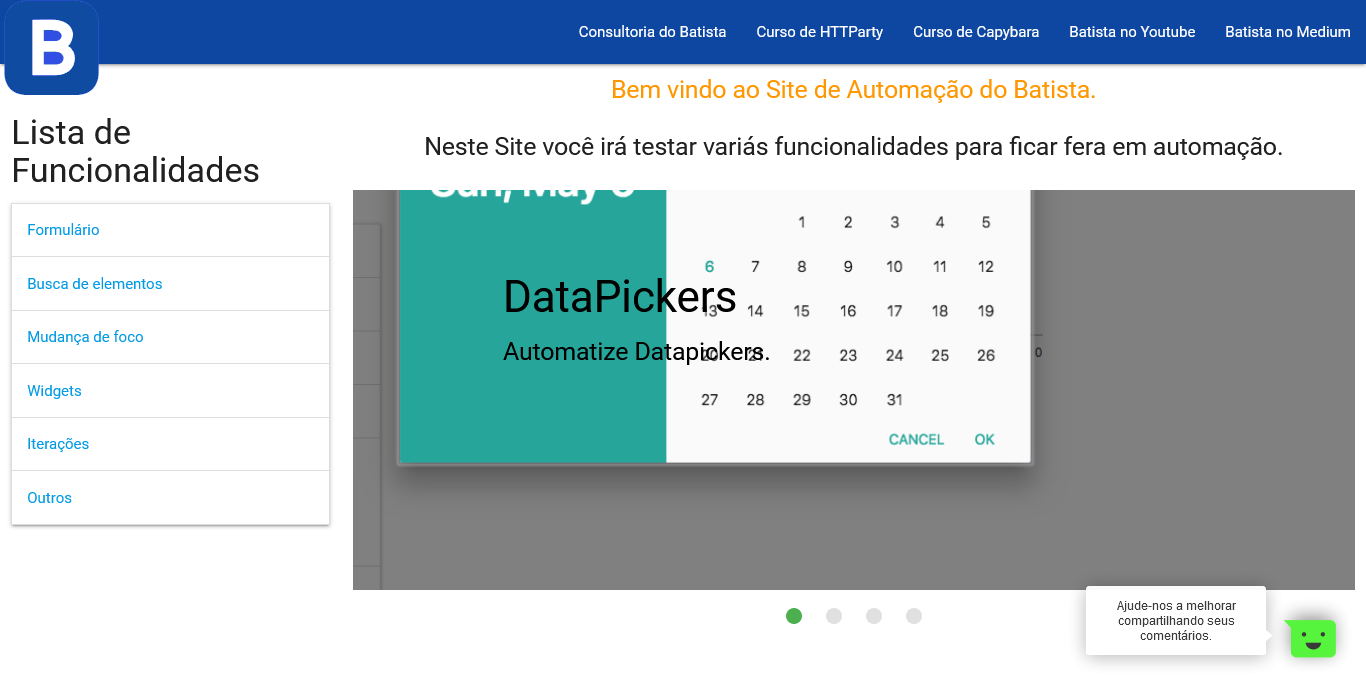 B
Consultoria do Batista Curso de HTTParty Curso de Capybara Batista no Youtube Batista no Medium
Bem vindo ao Site de Automação do Batista.
Neste Site você irá testar variás funcionalidades para ficar fera em automação.
Lista de
Funcionalidades
Formulário
Busca de elementos
Mudança de foco
Widgets
Iterações
Outros
Sun, May 6
1 2 3 4 5
6 7 8 9 10 11 12
DataPickers
13 14 15 16 17 18 19
Automatize Datapickers.
20 21 22 23 24 25 26
0
27 28 29 30 31
CANCEL OK
Ajude-nos a melhorar
compartilhando seus
comentários.